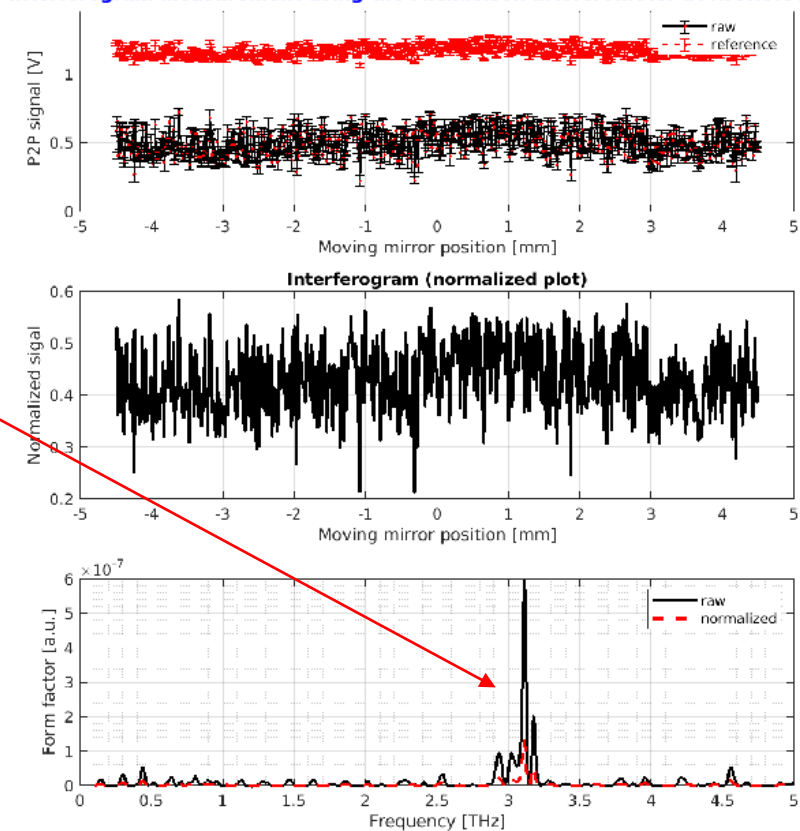 raw
reference
P2P signal [V]
1
0.5
0
-5 -4 -3 -2 -1 0 1 2 3 4 5
Moving mirror position [mm]
Interferogram (normalized plot)
Normalized sigal
0.6
0.5
0.4
0.3
0.2
-5 -4 -3 -2 -1 0 1 2 3 4 5
Moving mirror position [mm]
×10⁻⁷
Form factor [a.u.]
6
5
4
3
2
1
0
raw
normalized
0 0.5 1 1.5 2 2.5 3 3.5 4 4.5 5
Frequency [THz]